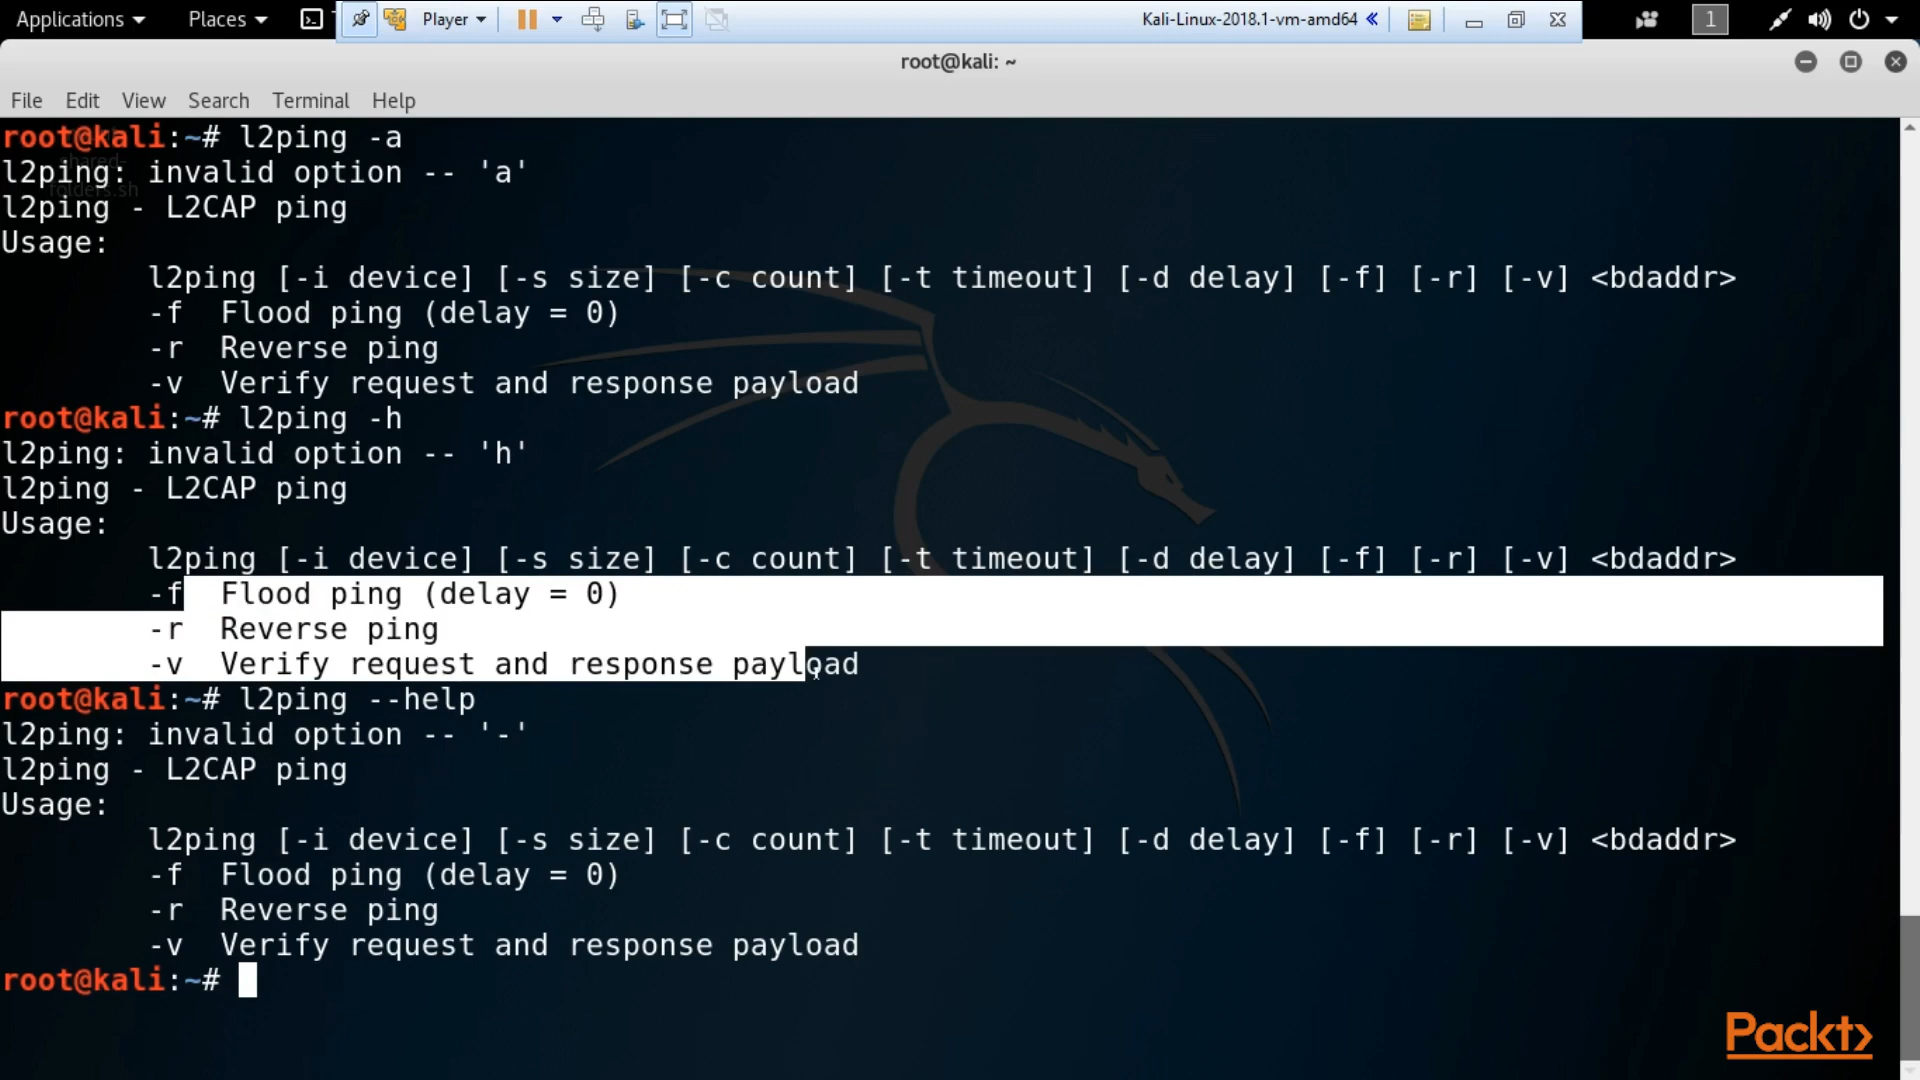 Applications Places Player Kali-Linux-2018.1-vm-amd64 1
root@kali: ~
File Edit View Search Terminal Help
root@kali:~# l2ping -a
shared-
l2ping: invalid option -- 'a'
folders.sh
l2ping - L2CAP ping
Usage:
l2ping [-i device] [-s size] [-c count] [-t timeout] [-d delay] [-f] [-r] [-v] <bdaddr>
-f Flood ping (delay = 0)
-r Reverse ping
-v Verify request and response payload
root@kali:~# l2ping -h
l2ping: invalid option -- 'h'
l2ping - L2CAP ping
Usage:
l2ping [-i device] [-s size] [-c count] [-t timeout] [-d delay] [-f] [-r] [-v] <bdaddr>
-f Flood ping (delay = 0)
-r Reverse ping
-v Verify request and response payload
root@kali:~# l2ping --help
l2ping: invalid option -- '-'
l2ping - L2CAP ping
Usage:
l2ping [-i device] [-s size] [-c count] [-t timeout] [-d delay] [-f] [-r] [-v] <bdaddr>
-f Flood ping (delay = 0)
-r Reverse ping
-v Verify request and response payload
root@kali:~#
Packt>